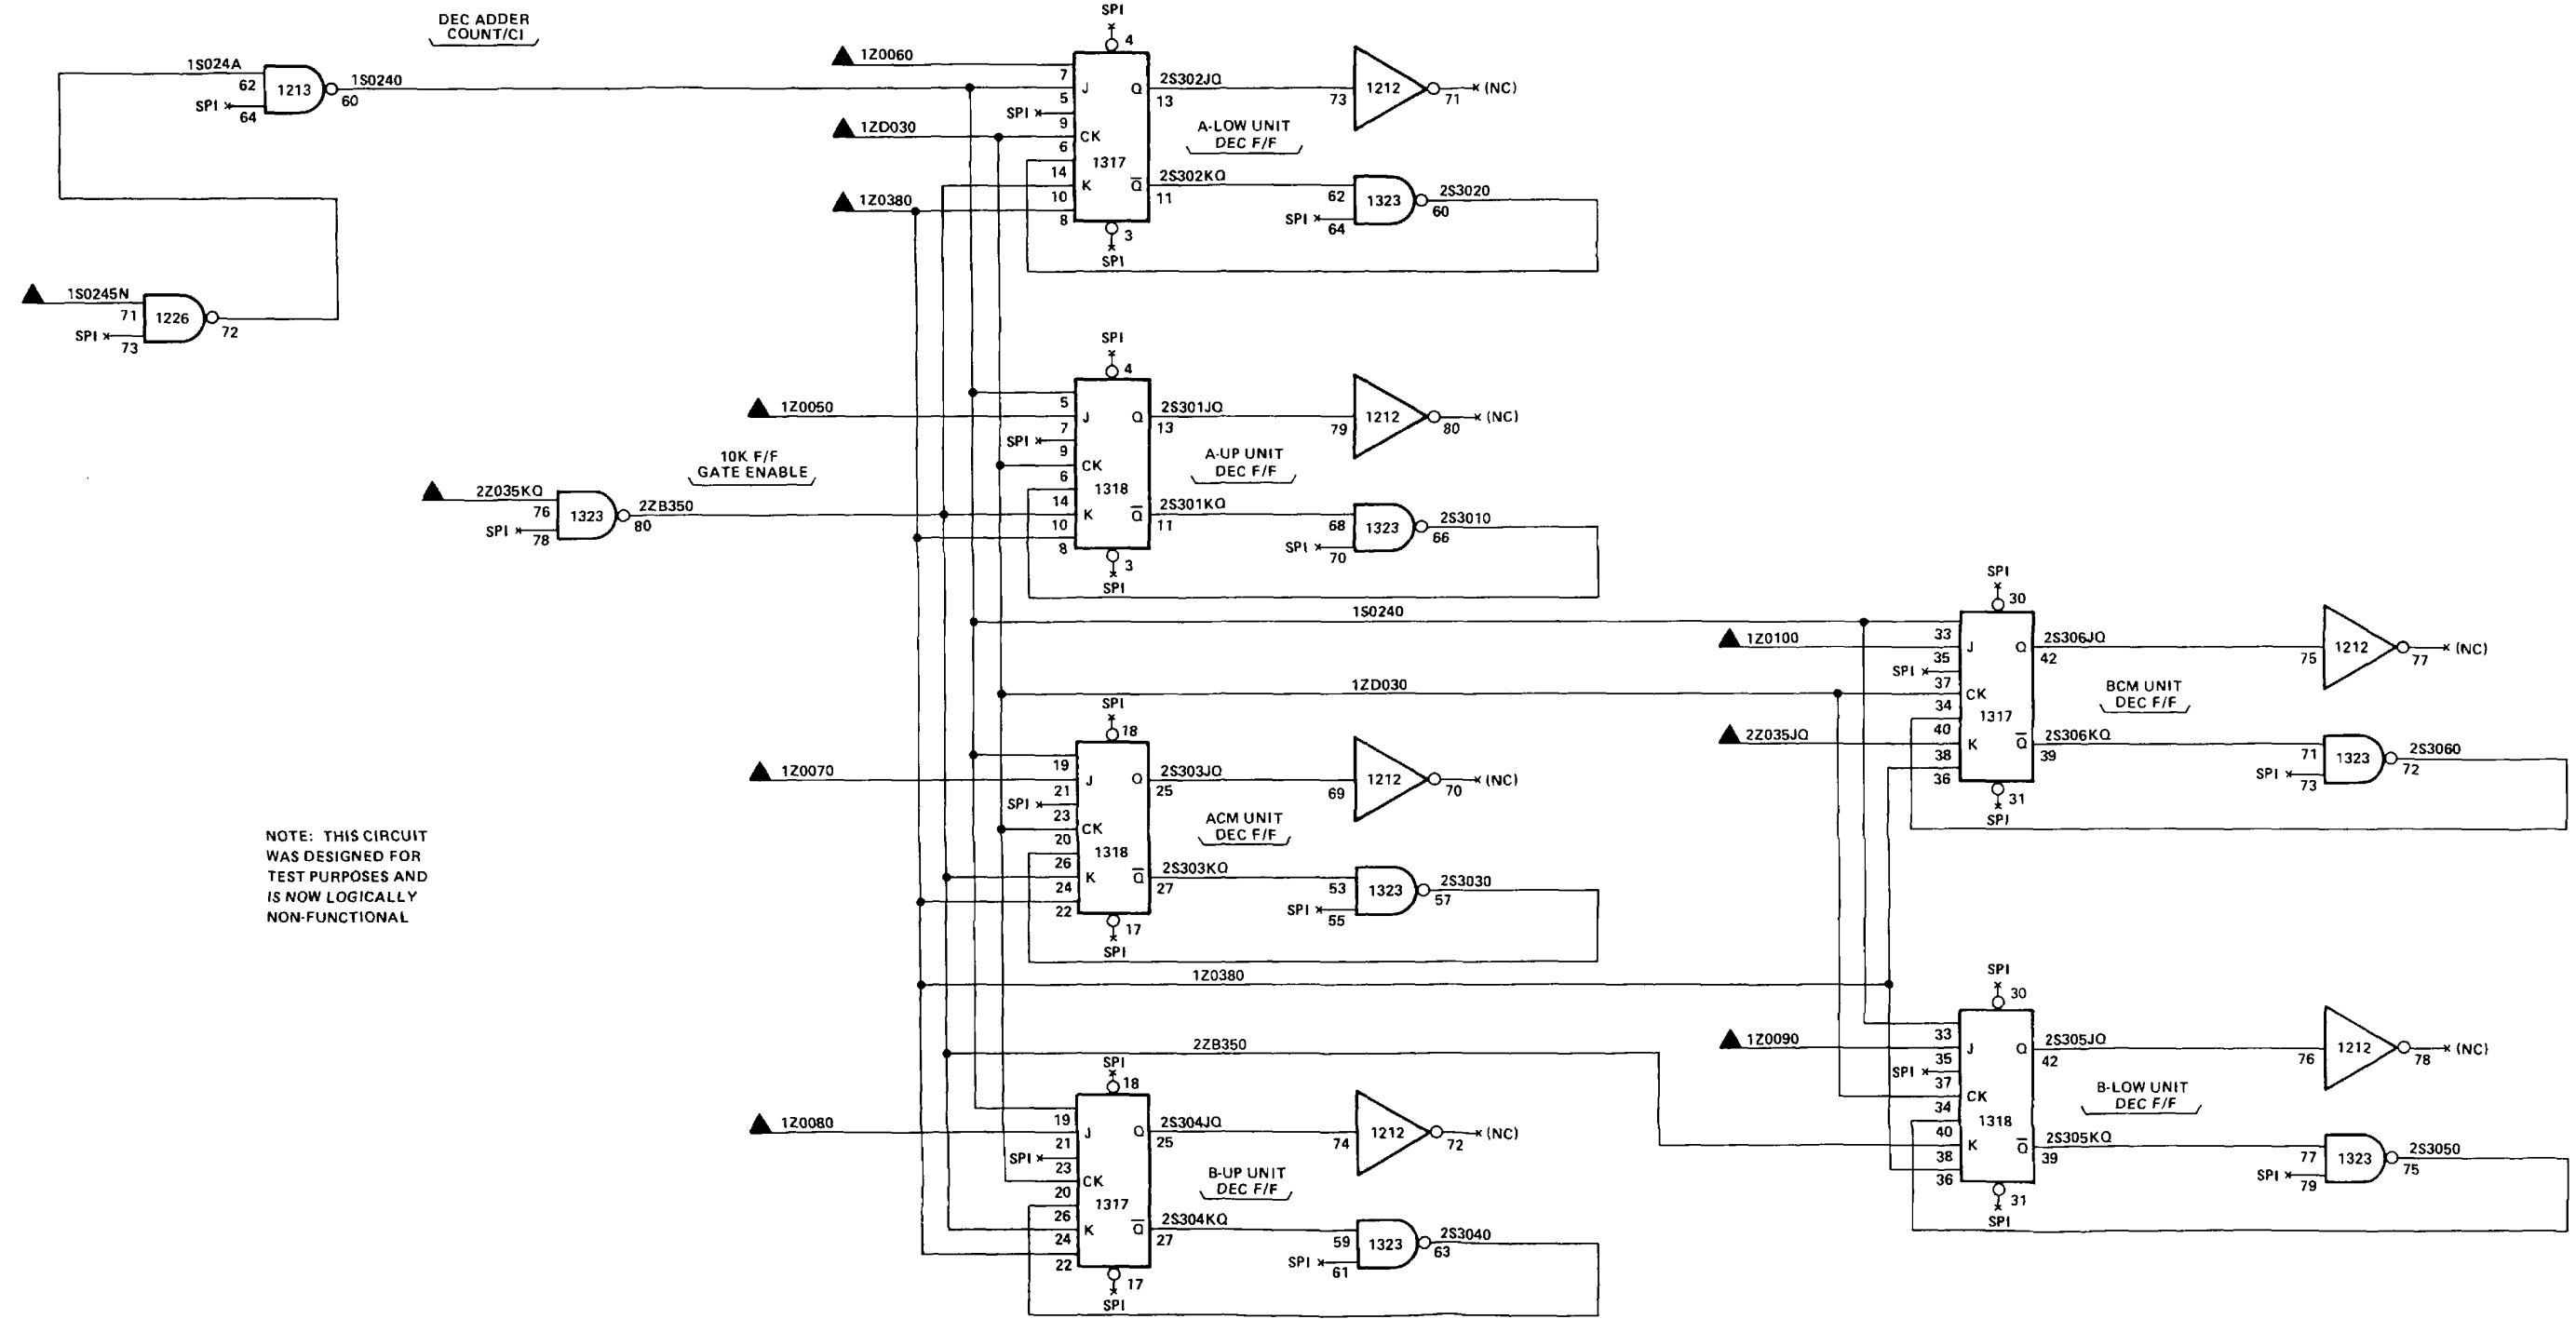 DEC ADDER
COUNT/CI
1S024A
62
SPI
64
1213
60
1S0240
1S0245N
71
SPI
73
1226
72
NOTE: THIS CIRCUIT
WAS DESIGNED FOR
TEST PURPOSES AND
IS NOW LOGICALLY
NON-FUNCTIONAL
2Z035KQ
76
SPI
78
1323
80
2ZB350
10K F/F
GATE ENABLE
SPI
4
1Z0060
7
J
5
SPI
9
1ZD030
CK
6
1317
14
K
10
1Z0380
8
3
SPI
Q
13
2S302JQ
73
1212
71
(NC)
A-LOW UNIT
DEC F/F
Q
11
2S302KQ
62
SPI
64
1323
60
2S3020
SPI
4
5
1Z0050
J
7
SPI
9
CK
6
1318
14
K
10
8
3
SPI
Q
13
2S301JQ
79
1212
80
(NC)
A-UP UNIT
DEC F/F
Q
11
2S301KQ
68
SPI
70
1323
66
2S3010
1S0240
1ZD030
SPI
18
19
1Z0070
J
21
SPI
23
CK
20
1318
26
K
24
22
17
SPI
Q
25
2S303JQ
69
1212
70
(NC)
ACM UNIT
DEC F/F
Q
27
2S303KQ
53
SPI
55
1323
57
2S3030
1Z0380
2ZB350
SPI
18
19
1Z0080
J
21
SPI
23
CK
20
1317
26
K
24
22
17
SPI
Q
25
2S304JQ
74
1212
72
(NC)
B-UP UNIT
DEC F/F
Q
27
2S304KQ
59
SPI
61
1323
63
2S3040
SPI
30
33
1Z0100
J
35
SPI
37
CK
34
1317
40
2Z035JQ
K
38
36
31
SPI
Q
42
2S306JQ
75
1212
77
(NC)
BCM UNIT
DEC F/F
Q
39
2S306KQ
71
SPI
73
1323
72
2S3060
SPI
30
33
1Z0090
J
35
SPI
37
CK
34
1318
40
K
38
36
31
SPI
Q
42
2S305JQ
76
1212
78
(NC)
B-LOW UNIT
DEC F/F
Q
39
2S305KQ
77
SPI
79
1323
75
2S3050